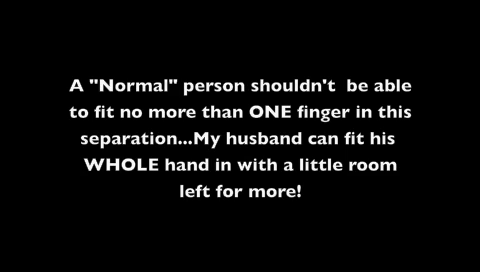 A "Normal" person shouldn't be able
to fit no more than ONE finger in this
separation...My husband can fit his
WHOLE hand in with a little room
left for more!